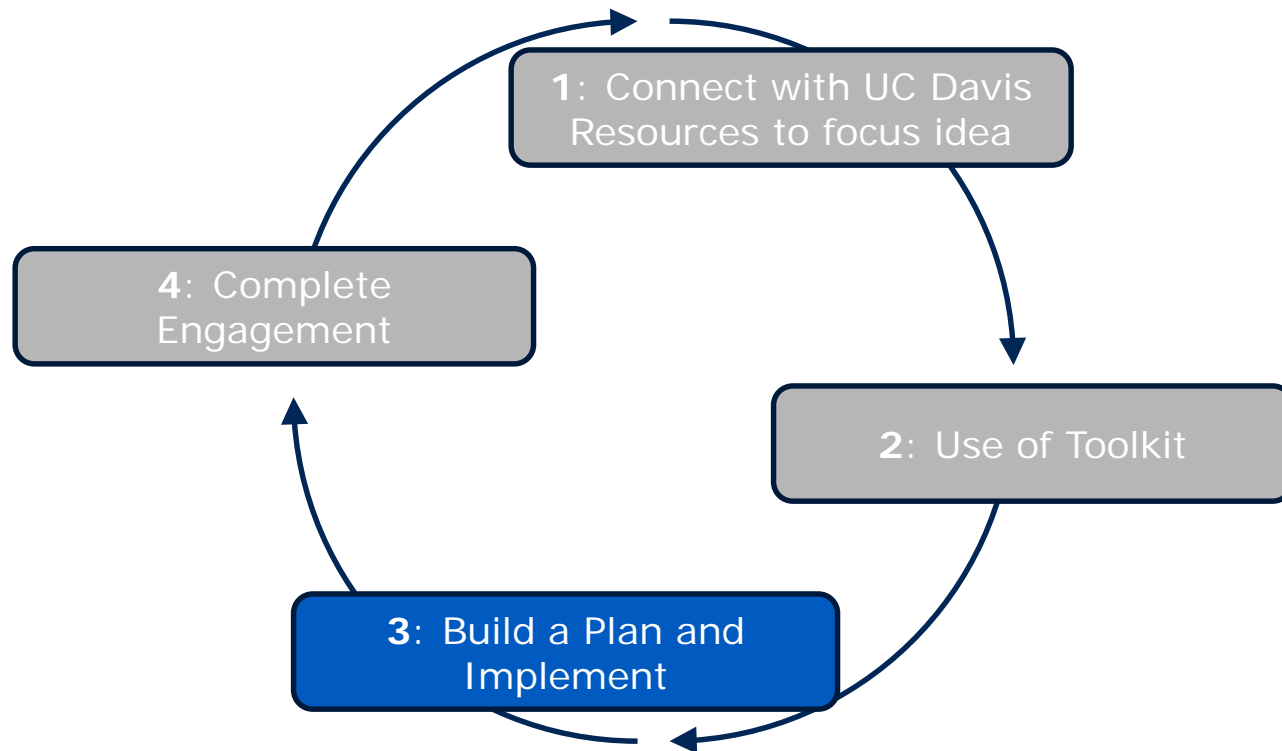 1: Connect with UC Davis
Resources to focus idea
2: Use of Toolkit
3: Build a Plan and
Implement
4: Complete
Engagement